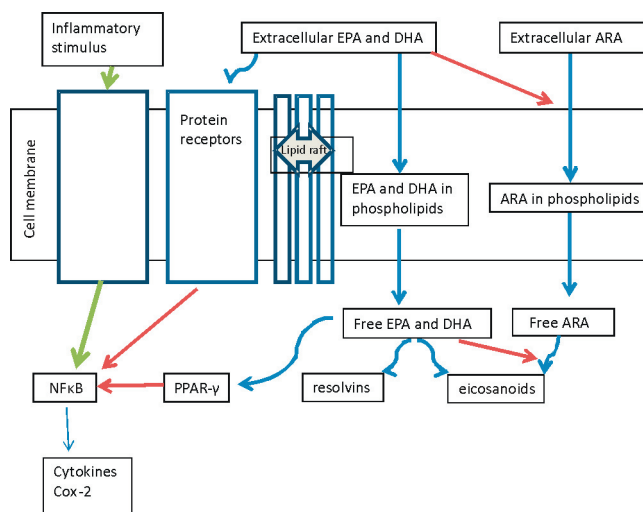 Inflammatory
stimulus
Extracellular EPA and DHA
Extracellular ARA
Cell membrane
Protein
receptors
Lipid raft
EPA and DHA in
phospholipids
ARA in phospholipids
Free EPA and DHA
Free ARA
NFκB
PPAR-γ
resolvins
eicosanoids
Cytokines
Cox-2